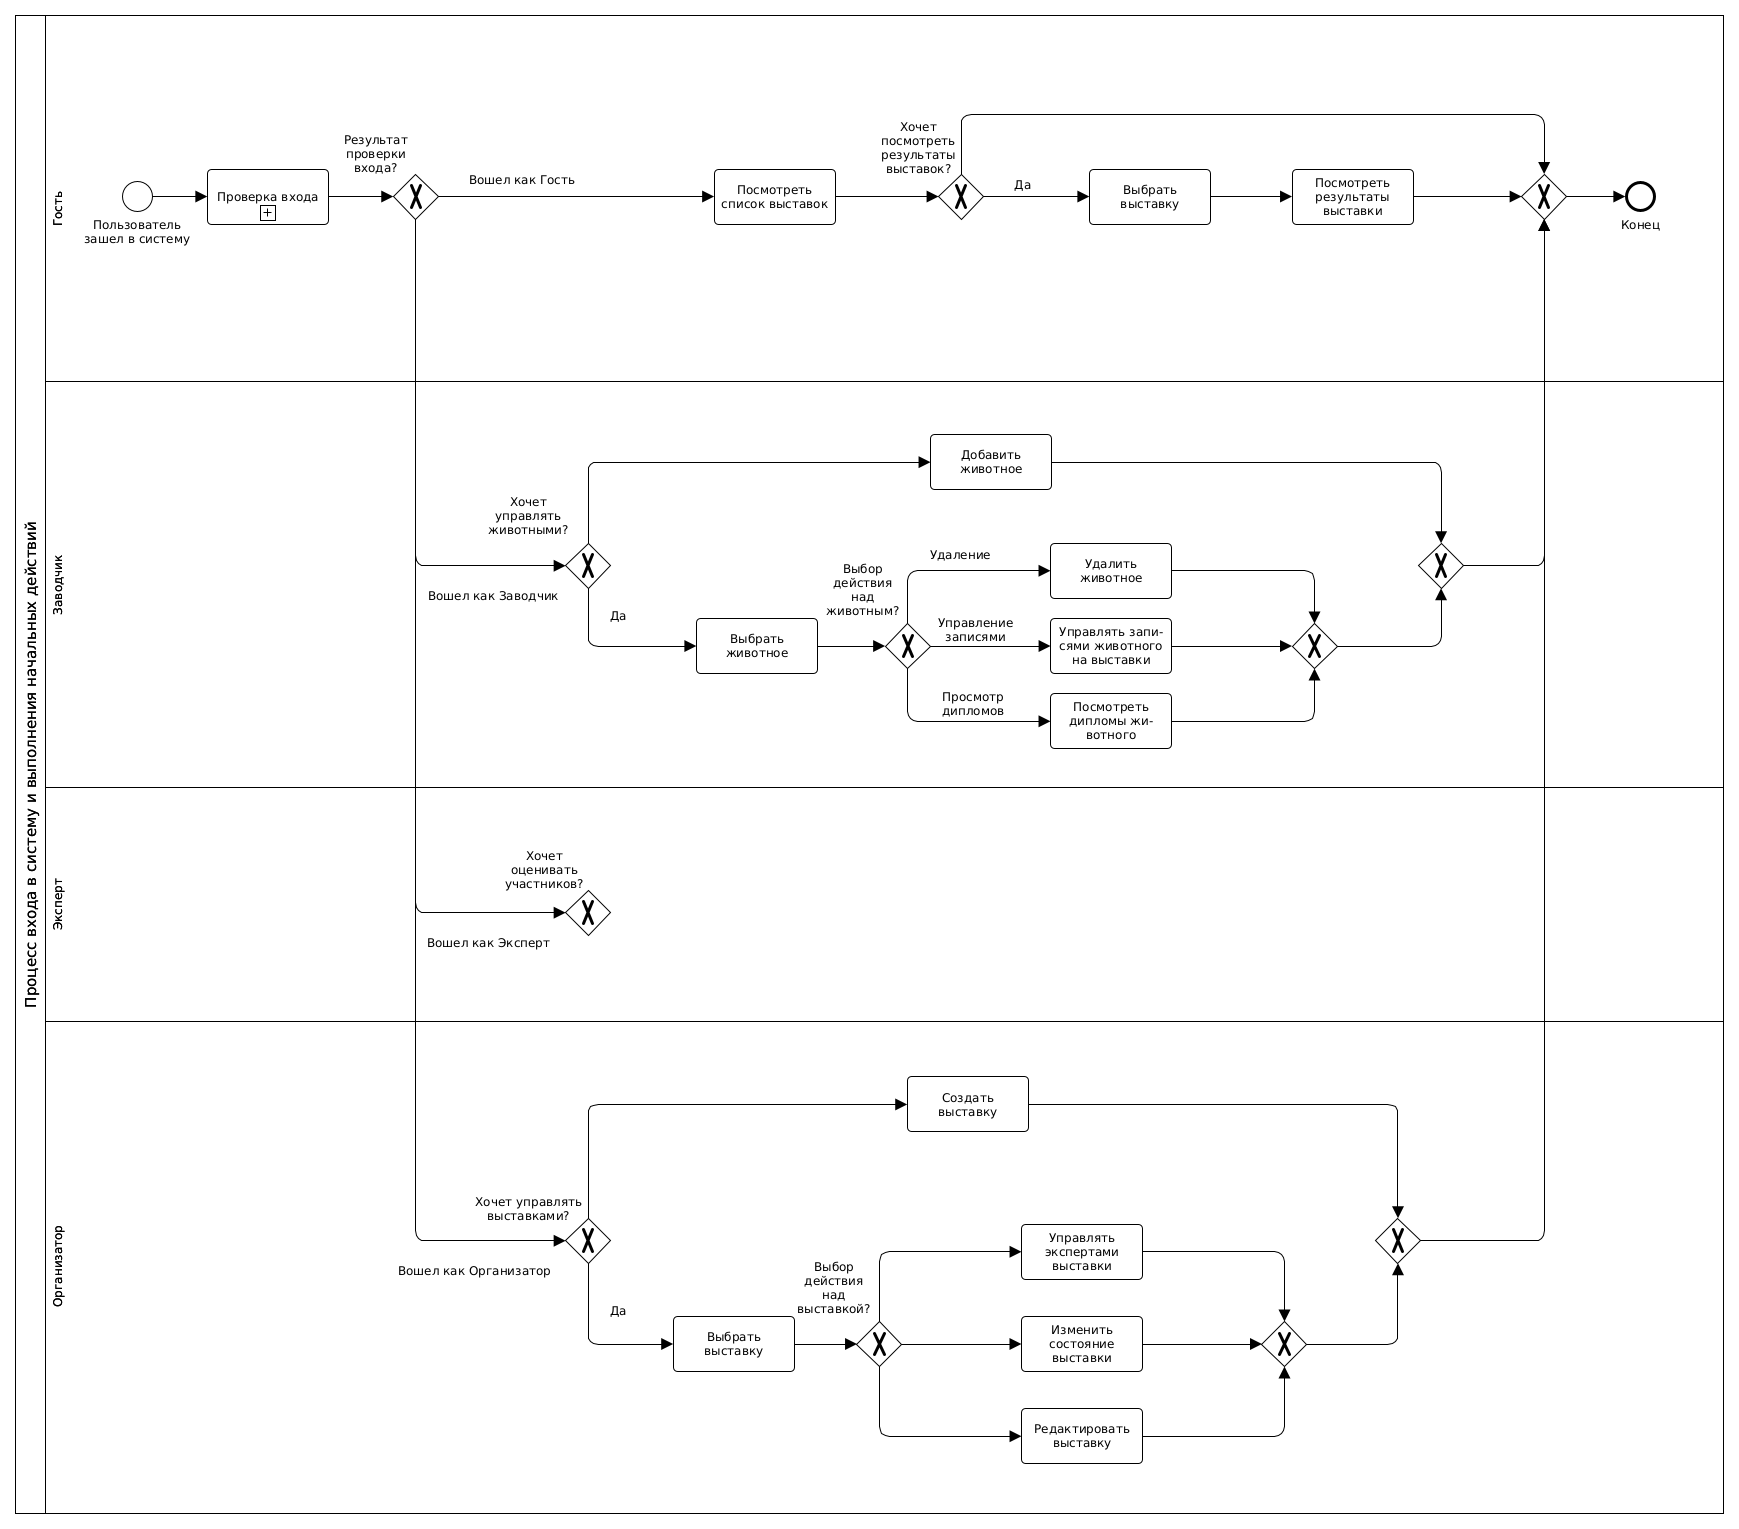 Процесс входа в систему и выполнения начальных действий
Гость
Пользователь
зашел в систему
Проверка входа
Результат
проверки
входа?
Вошел как Гость
Посмотреть
список выставок
Хочет
посмотреть
результаты
выставок?
Да
Выбрать
выставку
Посмотреть
результаты
выставки
Конец
Заводчик
Вошел как Заводчик
Хочет
управлять
животными?
Добавить
животное
Да
Выбрать
животное
Выбор
действия
над
животным?
Удаление
Удалить
животное
Управление
записями
Управлять запи-
сями животного
на выставки
Просмотр
дипломов
Посмотреть
дипломы жи-
вотного
Эксперт
Хочет
оценивать
участников?
Вошел как Эксперт
Организатор
Хочет управлять
выставками?
Вошел как Организатор
Создать
выставку
Да
Выбрать
выставку
Выбор
действия
над
выставкой?
Управлять
экспертами
выставки
Изменить
состояние
выставки
Редактировать
выставку